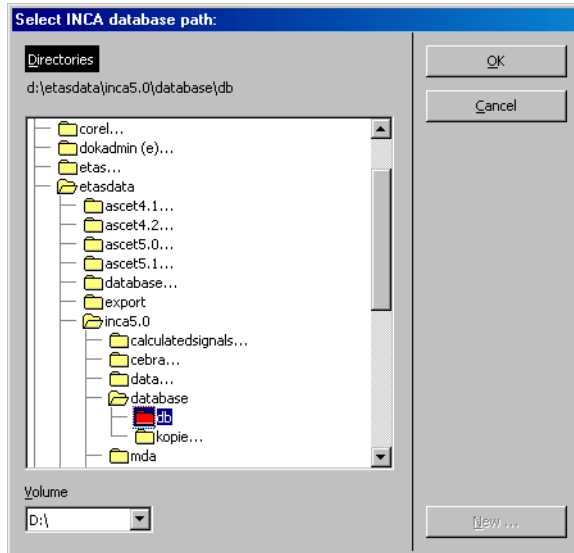 Select INCA database path:
Directories
d:\etasdata\inca5.0\database\db
corel...
dokadmin (e)...
etas...
etasdata
ascet4.1...
ascet4.2...
ascet5.0...
ascet5.1...
database...
export
inca5.0
calculatedsignals...
cebra...
data...
database
db
kopie...
mda
Volume
D:\
OK
Cancel
New ...